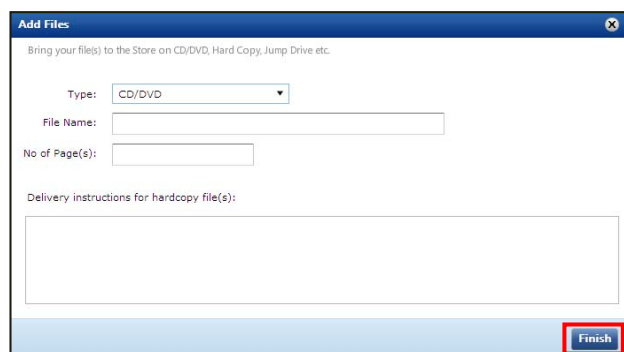 Add Files
Bring your file(s) to the Store on CD/DVD, Hard Copy, Jump Drive etc.
Type: CD/DVD
File Name:
No of Page(s):
Delivery instructions for hardcopy file(s):
Finish